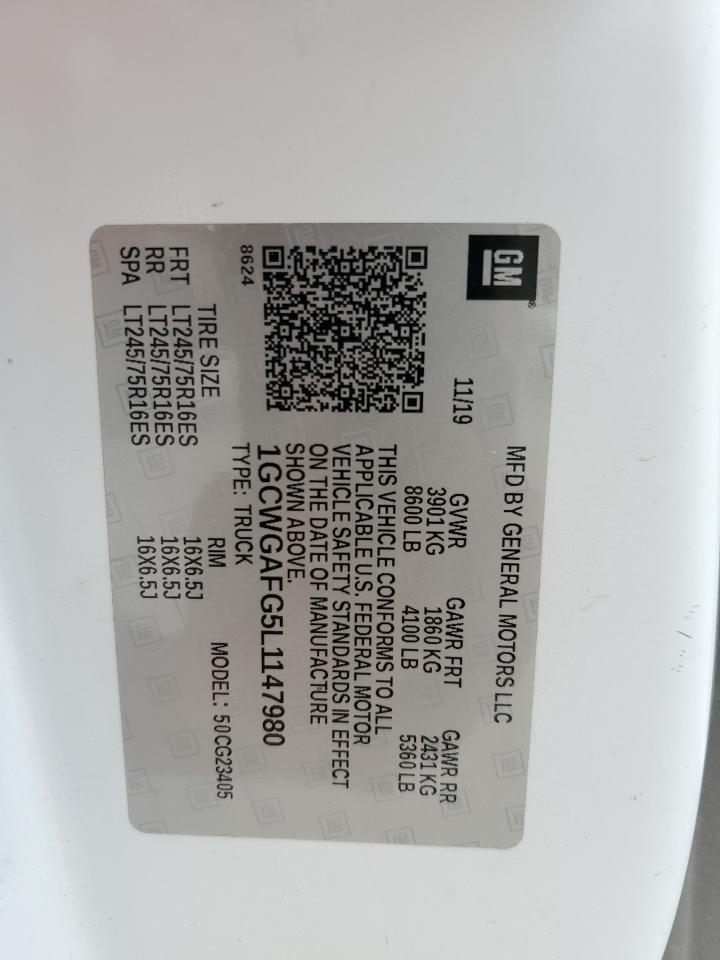 GM
MFD BY GENERAL MOTORS LLC
11/19
GVWR GAWR FRT GAWR RR
3901 KG 1860 KG 2431 KG
8600 LB 4100 LB 5360 LB
THIS VEHICLE CONFORMS TO ALL
APPLICABLE U.S. FEDERAL MOTOR
VEHICLE SAFETY STANDARDS IN EFFECT
ON THE DATE OF MANUFACTURE
SHOWN ABOVE.
1GCWGAFG5L1147980
8624
TYPE: TRUCK
MODEL: 50CG23405
TIRE SIZE RIM
FRT LT245/75R16ES 16X6.5J
RR LT245/75R16ES 16X6.5J
SPA LT245/75R16ES 16X6.5J